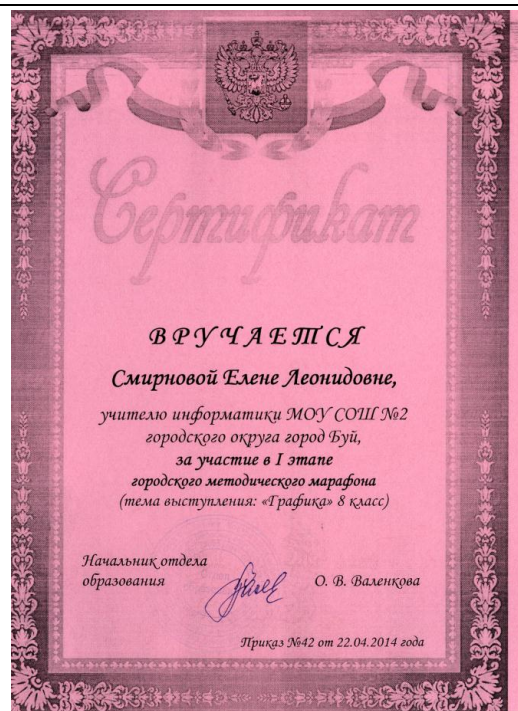 Сертификат
ВРУЧАЕТСЯ
Смирновой Елене Леонидовне,
учителю информатики МОУ СОШ №2
городского округа город Буй,
за участие в I этапе
городского методического марафона
(тема выступления: «Графика» 8 класс)
Начальник отдела
образования О. В. Валенкова
Приказ №42 от 22.04.2014 года